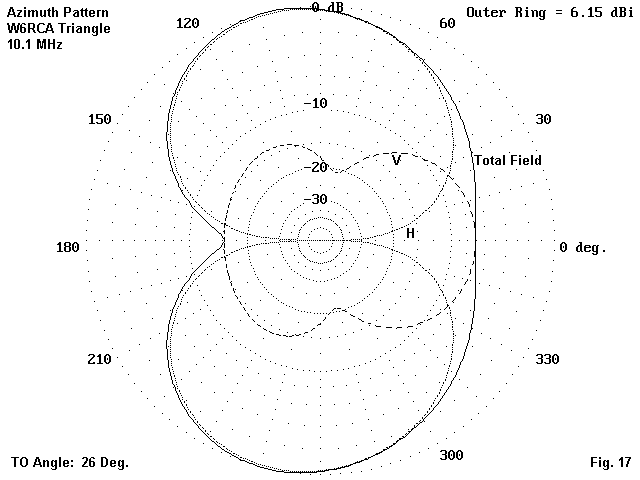 Azimuth Pattern
W6RCA Triangle
10.1 MHz
0 dB
Outer Ring = 6.15 dBi
120
60
-10
150
30
V
Total Field
-20
-30
H
180
0 deg.
210
330
300
TO Angle: 26 Deg.
Fig. 17